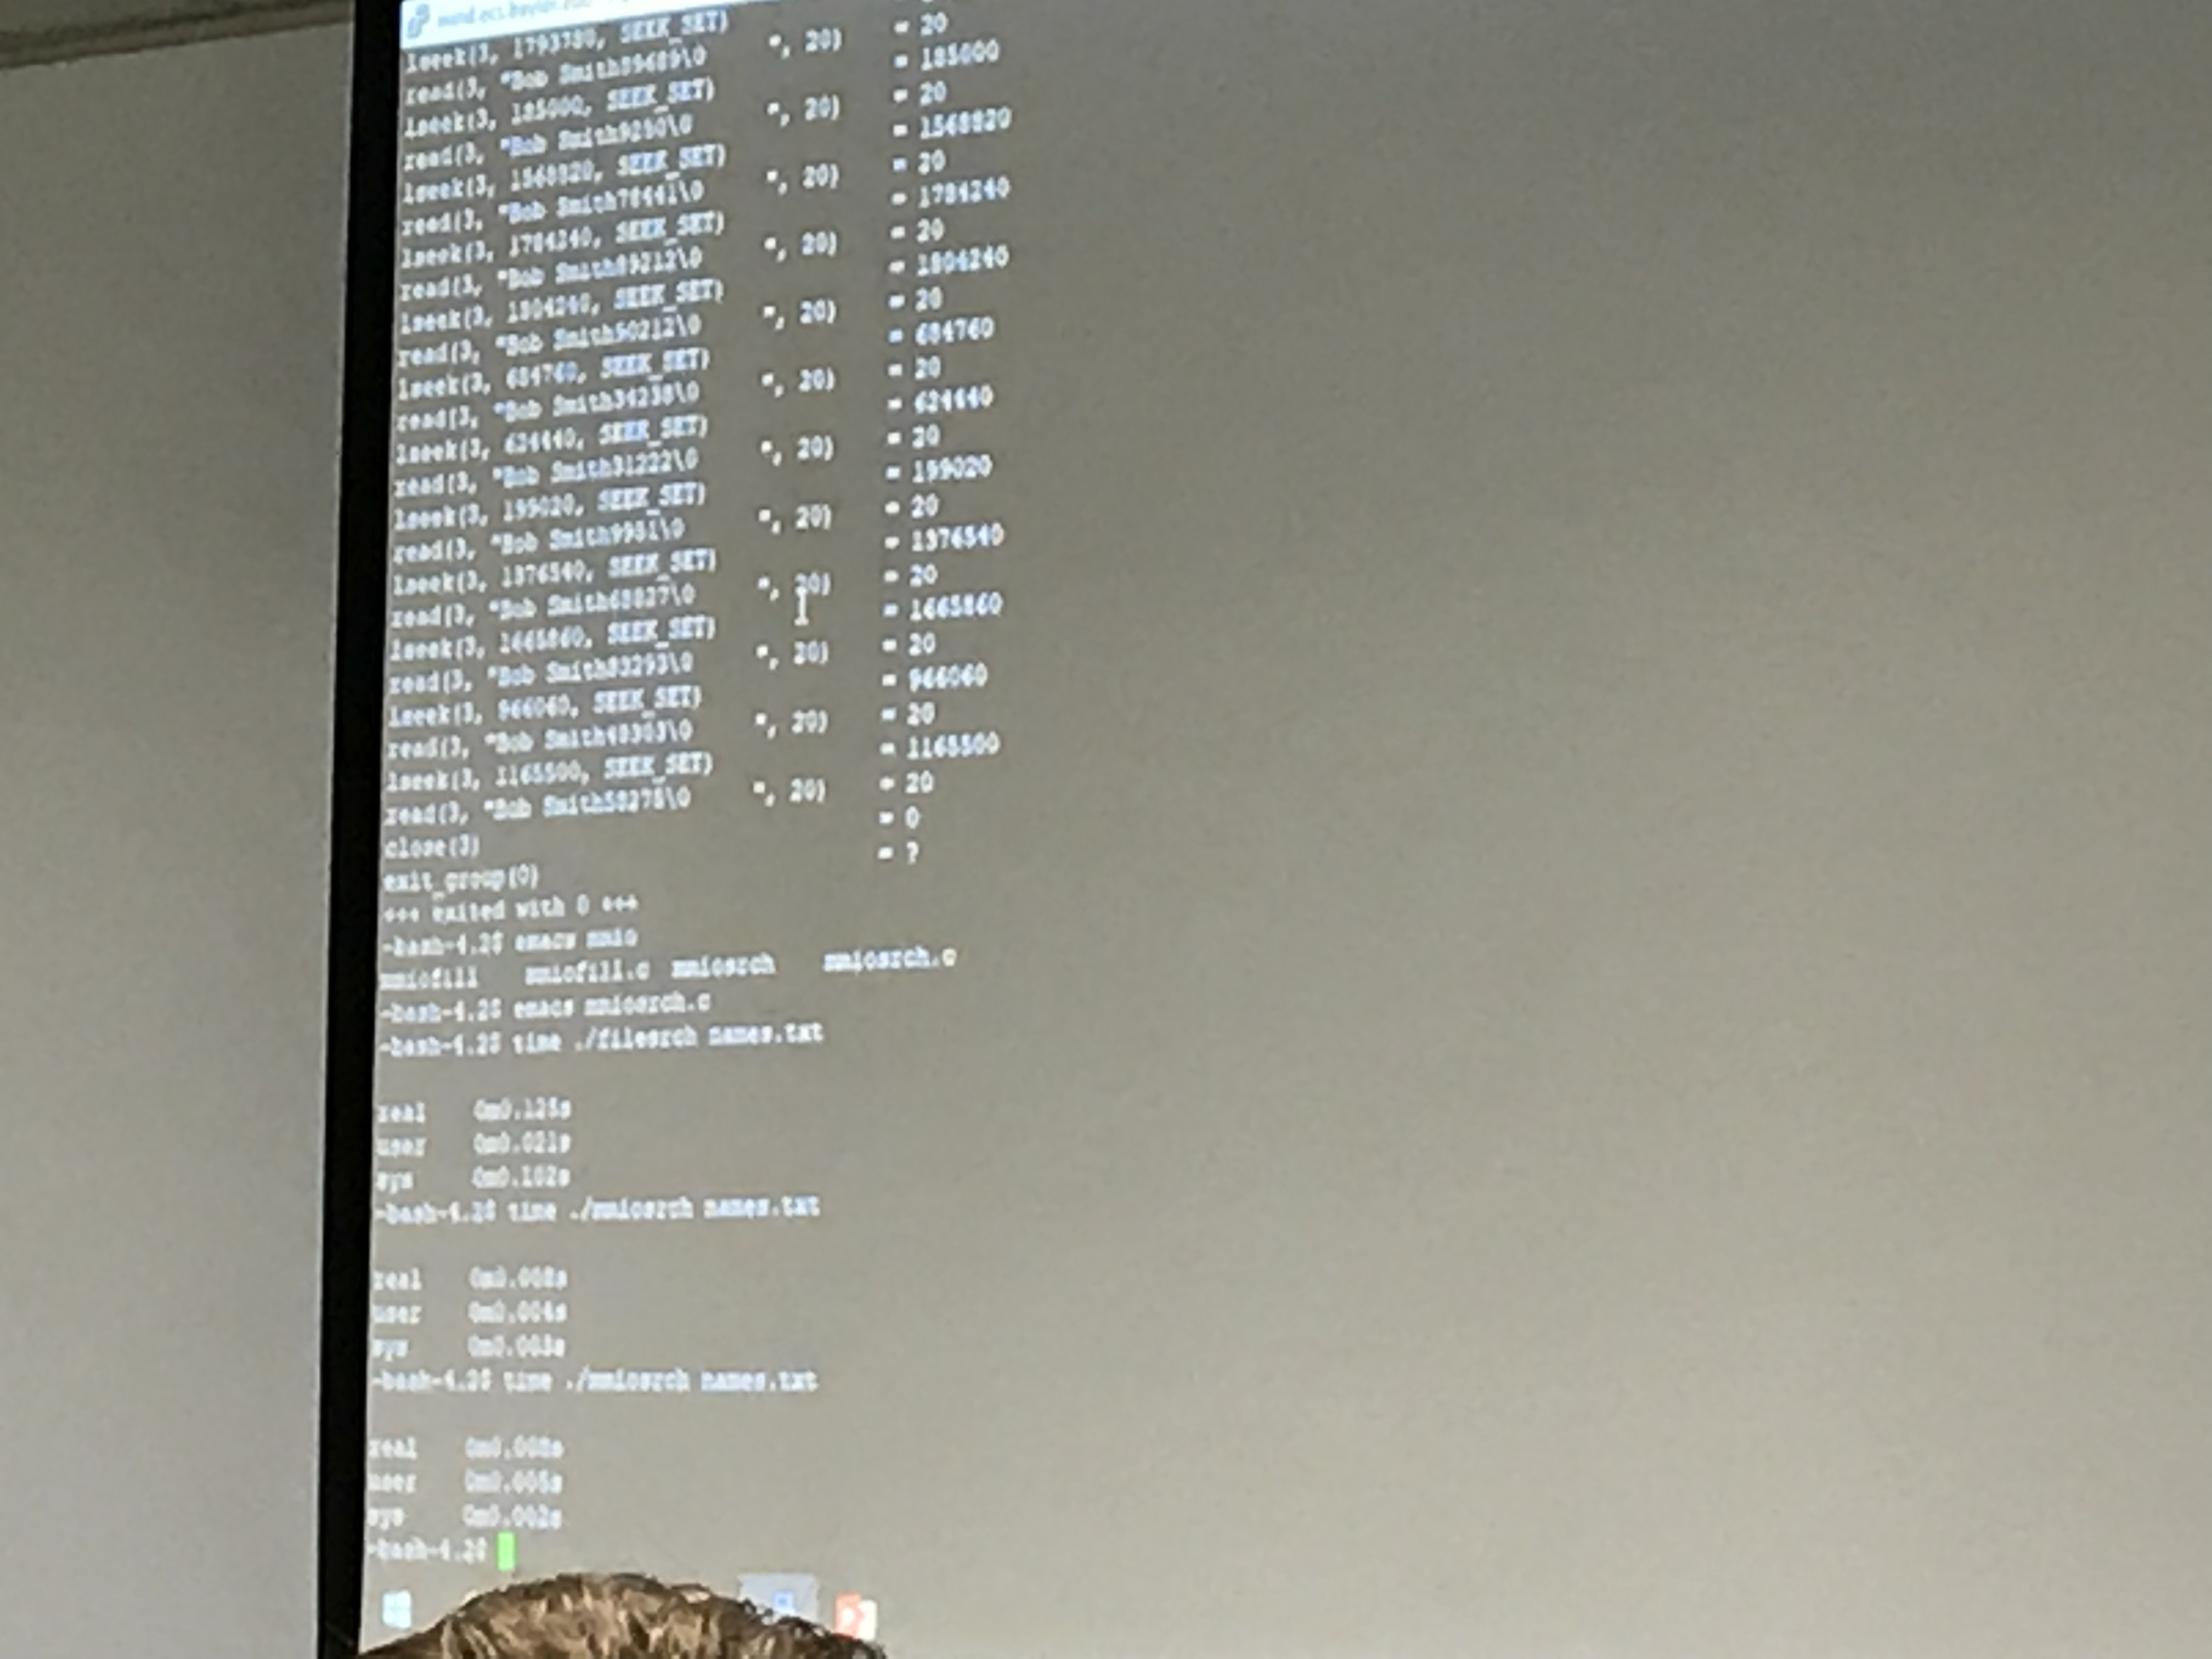 lseek(3, 1793780, SEEK_SET)
= 20
read(3, "Bob Smith89689\0 ", 20)
= 185000
lseek(3, 185000, SEEK_SET)
= 20
read(3, "Bob Smith9250\0 ", 20)
= 1568820
lseek(3, 1568820, SEEK_SET)
= 20
read(3, "Bob Smith78441\0 ", 20)
= 1784240
lseek(3, 1784240, SEEK_SET)
= 20
read(3, "Bob Smith89212\0 ", 20)
= 1804240
lseek(3, 1804240, SEEK_SET)
= 20
read(3, "Bob Smith90212\0 ", 20)
= 684760
lseek(3, 684760, SEEK_SET)
= 20
read(3, "Bob Smith34238\0 ", 20)
= 624440
lseek(3, 624440, SEEK_SET)
= 20
read(3, "Bob Smith31222\0 ", 20)
= 199020
lseek(3, 199020, SEEK_SET)
= 20
read(3, "Bob Smith9951\0 ", 20)
= 1376540
lseek(3, 1376540, SEEK_SET)
= 20
read(3, "Bob Smith68827\0 ", 20)
= 1665860
lseek(3, 1665860, SEEK_SET)
= 20
read(3, "Bob Smith83293\0 ", 20)
= 966060
lseek(3, 966060, SEEK_SET)
= 20
read(3, "Bob Smith48303\0 ", 20)
= 1165500
lseek(3, 1165500, SEEK_SET)
= 20
read(3, "Bob Smith58275\0 ", 20)
= 0
close(3)
= ?
exit_group(0)
+++ exited with 0 +++
-bash-4.2$ emacs mmio
mmiofill mmiofill.c mmiosrch mmiosrch.c
-bash-4.2$ emacs mmiosrch.c
-bash-4.2$ time ./filesrch names.txt
real 0m0.125s
user 0m0.021s
sys 0m0.102s
-bash-4.2$ time ./mmiosrch names.txt
real 0m0.008s
user 0m0.004s
sys 0m0.003s
-bash-4.2$ time ./mmiosrch names.txt
real 0m0.008s
user 0m0.005s
sys 0m0.002s
-bash-4.2$